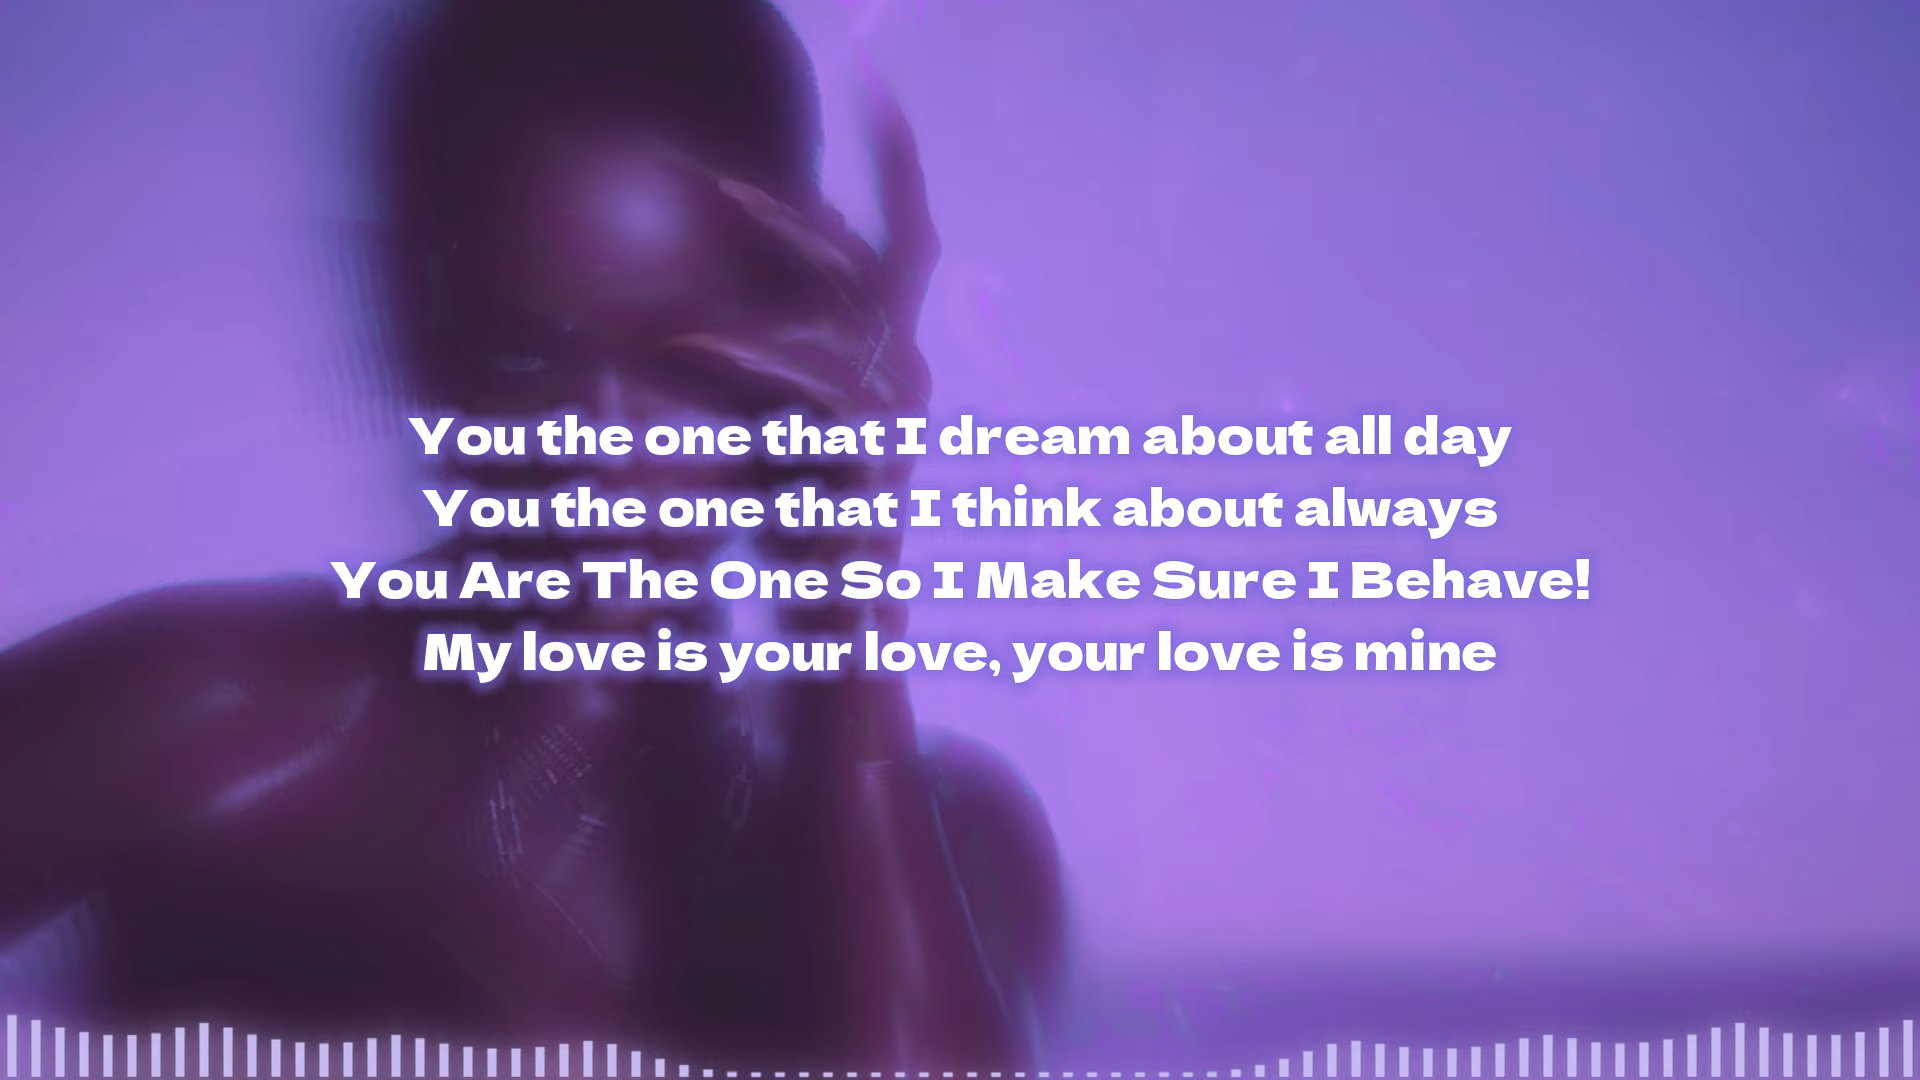 You the one that I dream about all day
You the one that I think about always
You Are The One So I Make Sure I Behave!
My love is your love, your love is mine